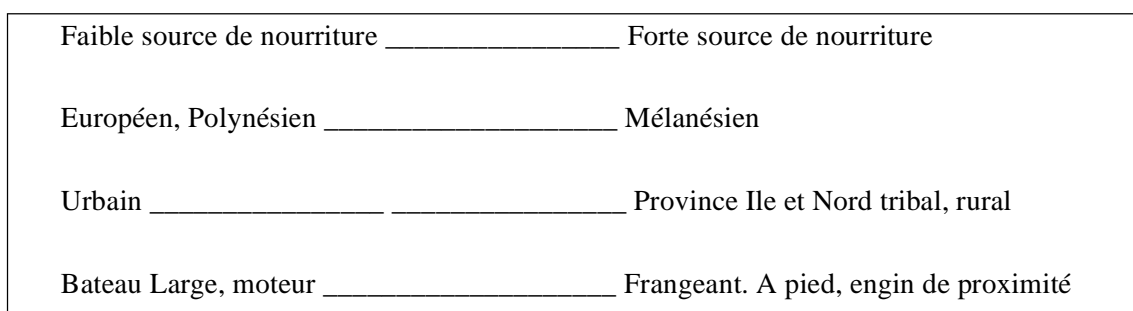 Faible source de nourriture ________________ Forte source de nourriture
Européen, Polynésien ____________________ Mélanésien
Urbain ________________ ________________ Province Ile et Nord tribal, rural
Bateau Large, moteur ____________________ Frangeant. A pied, engin de proximité